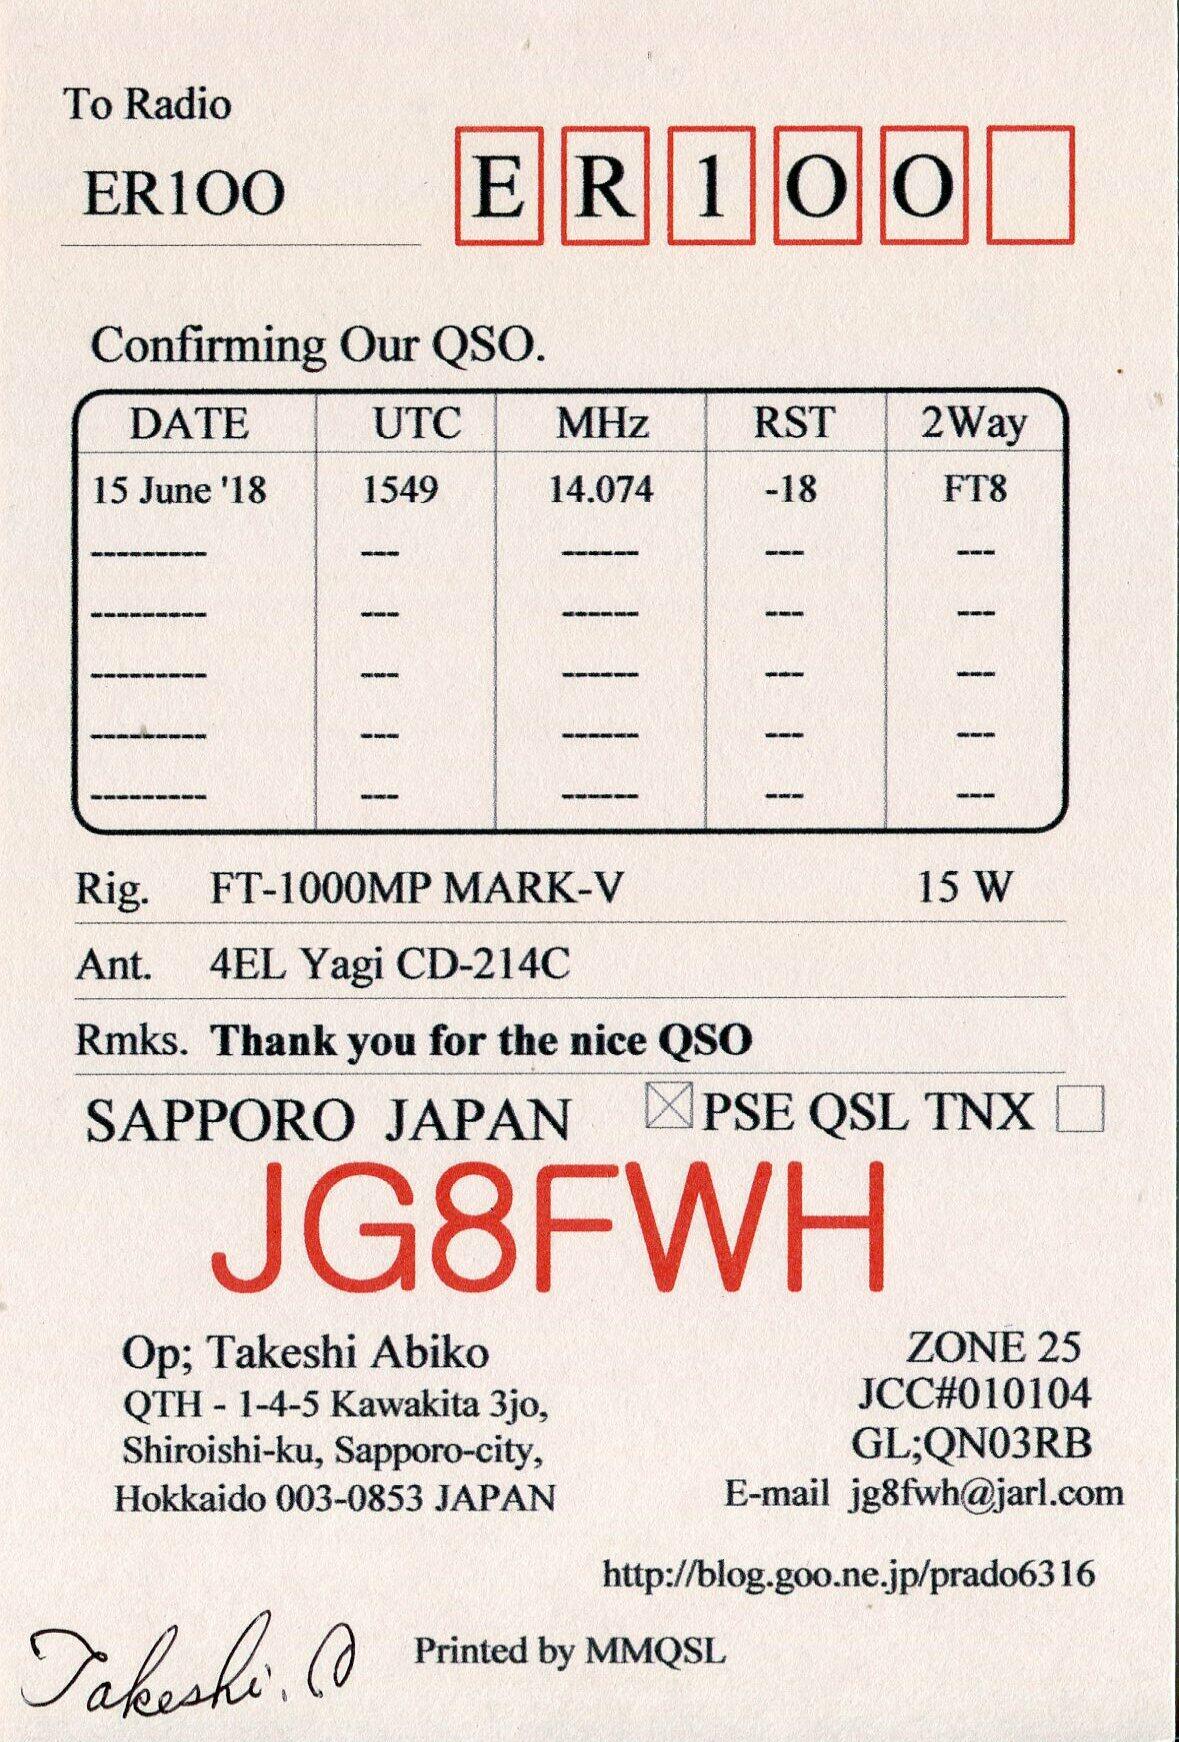 To Radio
ER1OO
E R 1 O O
Confirming Our QSO.
DATE UTC MHz RST 2Way
15 June '18 1549 14.074 -18 FT8
--------- --- ------ --- ---
--------- --- ------ --- ---
--------- --- ------ --- ---
--------- --- ------ --- ---
--------- --- ------ --- ---
Rig. FT-1000MP MARK-V 15 W
Ant. 4EL Yagi CD-214C
Rmks. Thank you for the nice QSO
SAPPORO JAPAN ☒ PSE QSL TNX ☐
JG8FWH
Op; Takeshi Abiko
QTH - 1-4-5 Kawakita 3jo,
Shiroishi-ku, Sapporo-city,
Hokkaido 003-0853 JAPAN
ZONE 25
JCC#010104
GL;QN03RB
E-mail jg8fwh@jarl.com
http://blog.goo.ne.jp/prado6316
Printed by MMQSL
Takeshi.